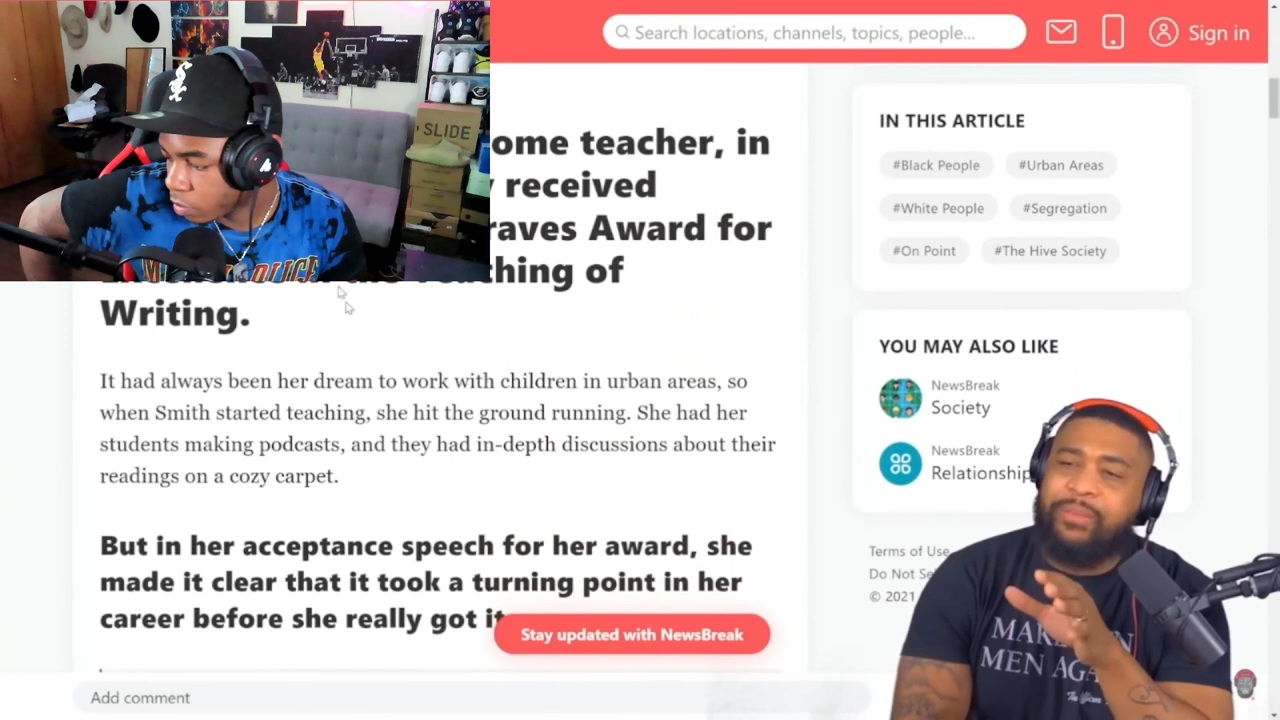 Search locations, channels, topics, people...
Sign in
SLIDE
ome teacher, in
received
raves Award for
hing of
Writing.
It had always been her dream to work with children in urban areas, so
when Smith started teaching, she hit the ground running. She had her
students making podcasts, and they had in-depth discussions about their
readings on a cozy carpet.
But in her acceptance speech for her award, she
made it clear that it took a turning point in her
career before she really got it
Stay updated with NewsBreak
Add comment
IN THIS ARTICLE
#Black People
#Urban Areas
#White People
#Segregation
#On Point
#The Hive Society
YOU MAY ALSO LIKE
NewsBreak
Society
NewsBreak
Relationship
Terms of Use
Do Not Se
© 2021
MAK N
MEN AGA